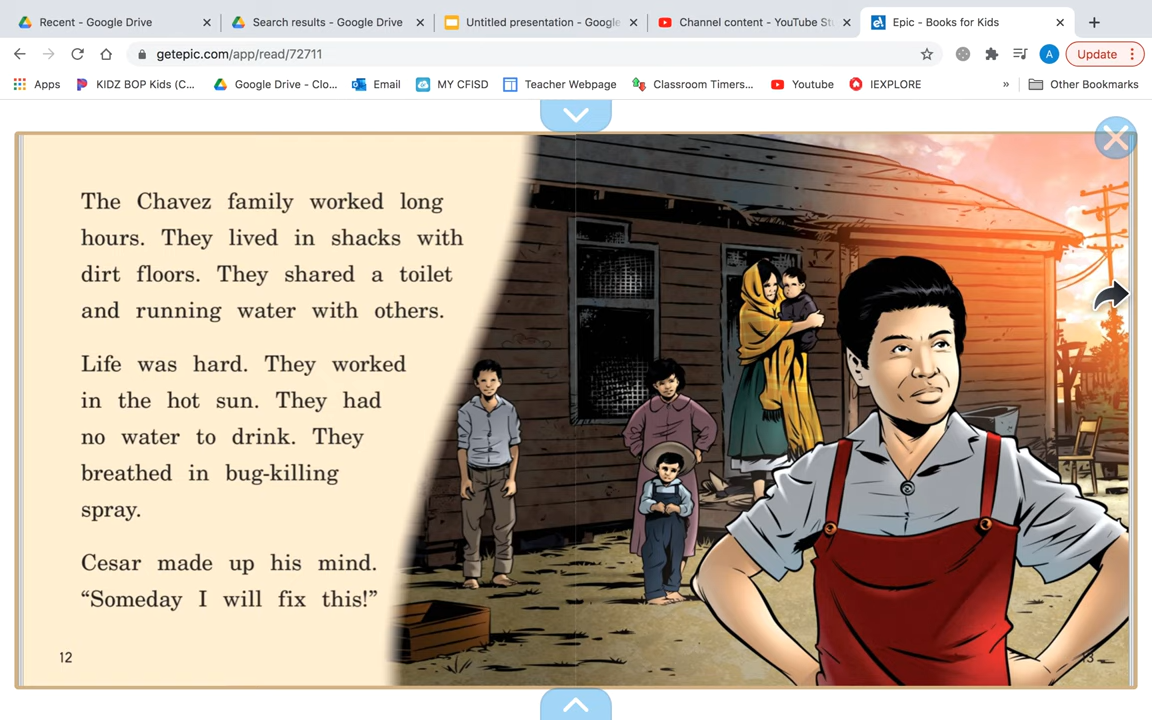 Recent - Google Drive
Search results - Google Drive
Untitled presentation - Google
Channel content - YouTube Stu
Epic - Books for Kids
getepic.com/app/read/72711
A
Update
Apps
KIDZ BOP Kids (C...
Google Drive - Clo...
Email
MY CFISD
Teacher Webpage
Classroom Timers...
Youtube
IEXPLORE
»
Other Bookmarks
The Chavez family worked long
hours. They lived in shacks with
dirt floors. They shared a toilet
and running water with others.
Life was hard. They worked
in the hot sun. They had
no water to drink. They
breathed in bug-killing
spray.
Cesar made up his mind.
“Someday I will fix this!”
12
13